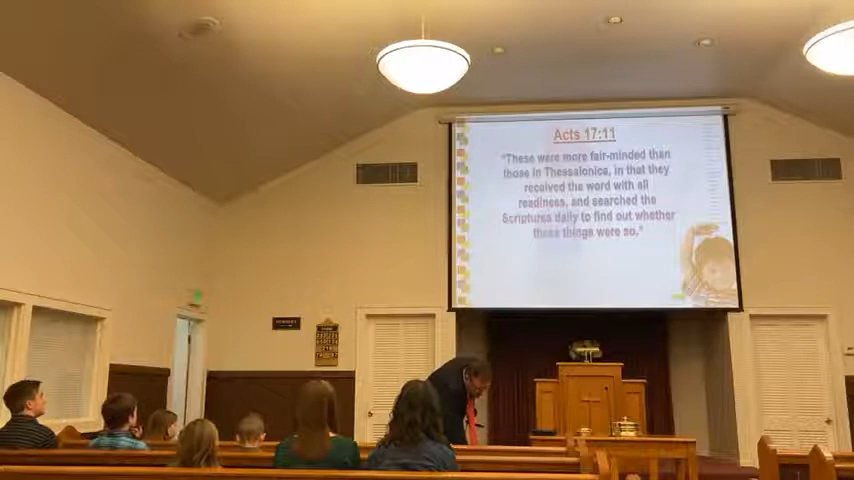 Acts 17:11
"These were more fair-minded than
those in Thessalonica, in that they
received the word with all
readiness, and searched the
Scriptures daily to find out whether
these things were so."